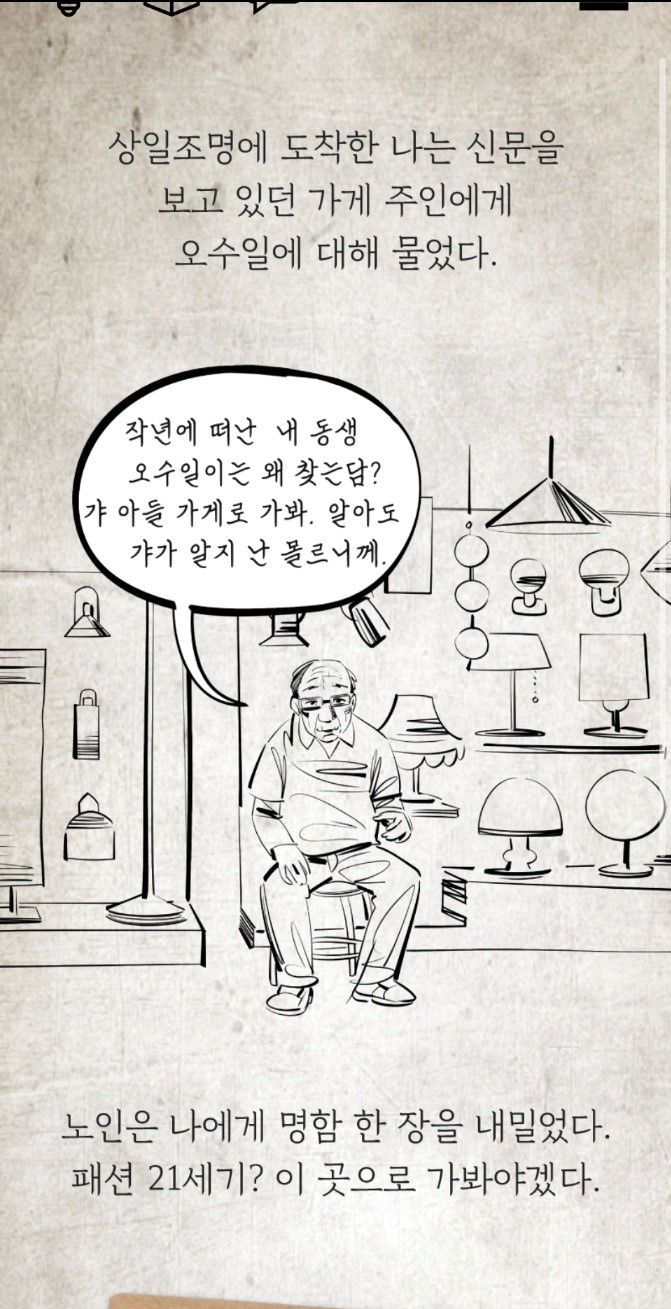 상일조명에 도착한 나는 신문을
보고 있던 가게 주인에게
오수일에 대해 물었다.
작년에 떠난 내 동생
오수일이는 왜 찾는담?
갸 아들 가게로 가봐. 알아도
갸가 알지 난 몰르니께.
노인은 나에게 명함 한 장을 내밀었다.
패션 21세기? 이 곳으로 가봐야겠다.